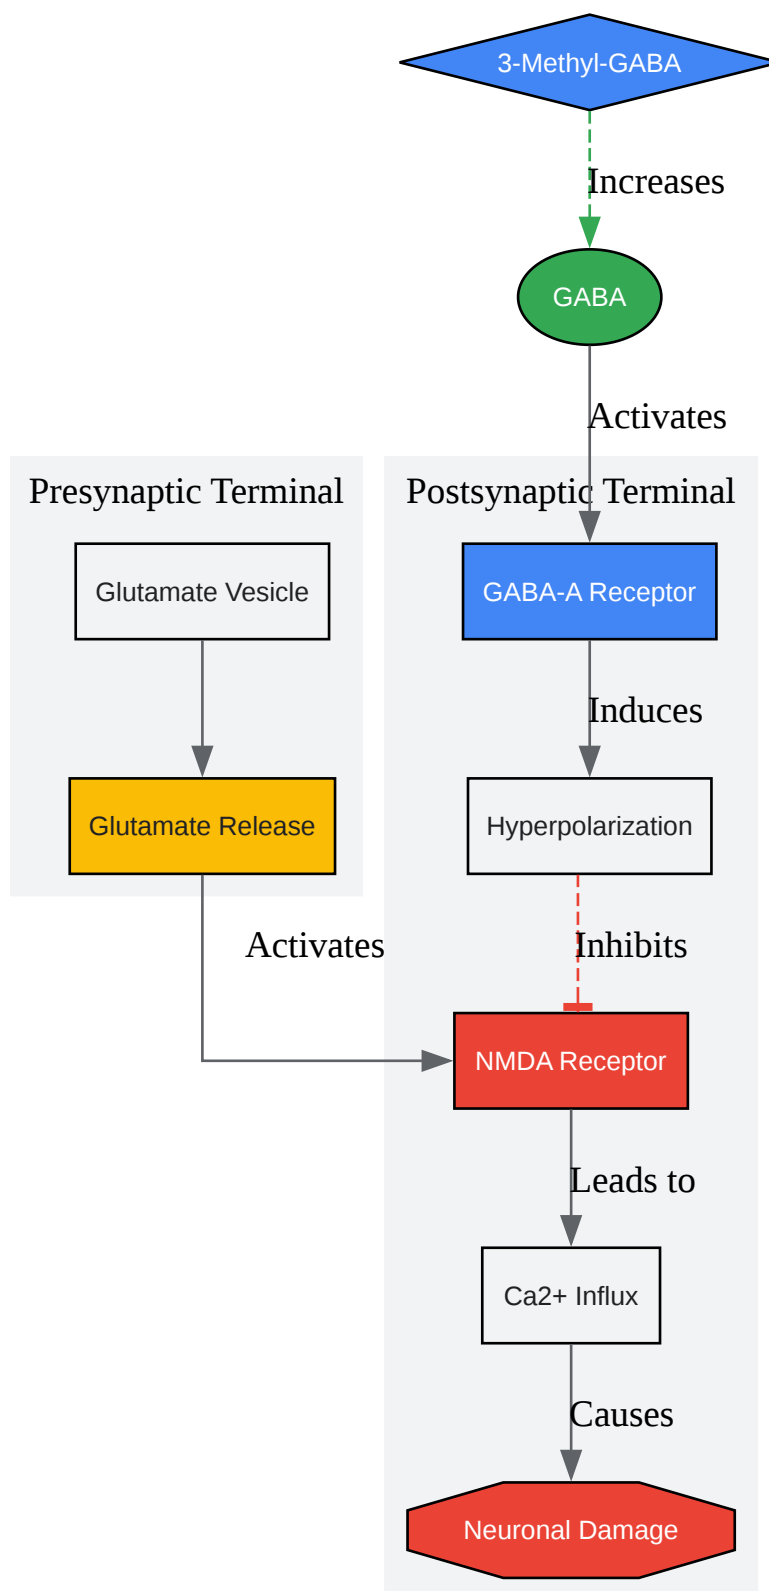 3-Methyl-GABA
Increases
GABA
Activates
Presynaptic Terminal
Postsynaptic Terminal
Glutamate Vesicle
GABA-A Receptor
Induces
Glutamate Release
Hyperpolarization
Activates
Inhibits
NMDA Receptor
Leads to
Ca2+ Influx
Causes
Neuronal Damage